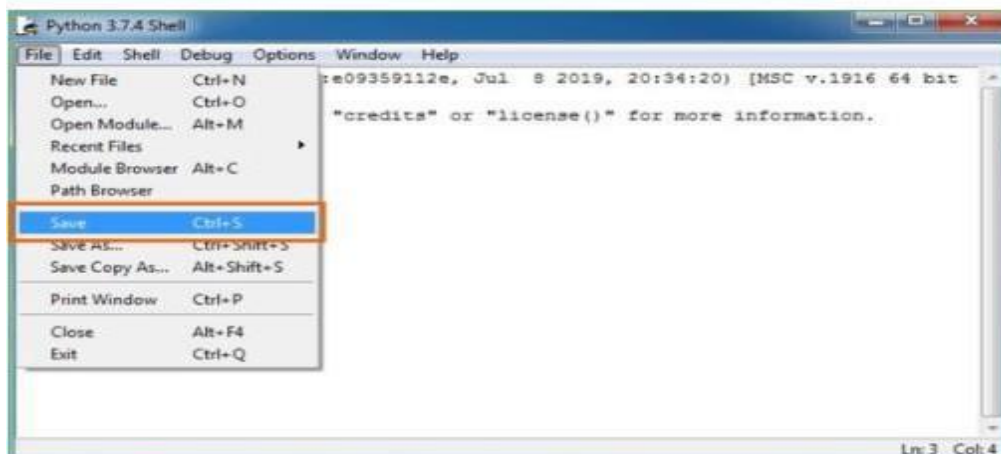 Python 3.7.4 Shell
File Edit Shell Debug Options Window Help
New File Ctrl+N :e09359112e, Jul 8 2019, 20:34:20) [MSC v.1916 64 bit
Open... Ctrl+O
Open Module... Alt+M "credits" or "license()" for more information.
Recent Files
Module Browser Alt+C
Path Browser
Save Ctrl+S
Save As... Ctrl+Shift+S
Save Copy As... Alt+Shift+S
Print Window Ctrl+P
Close Alt+F4
Exit Ctrl+Q
Ln: 3 Col: 4